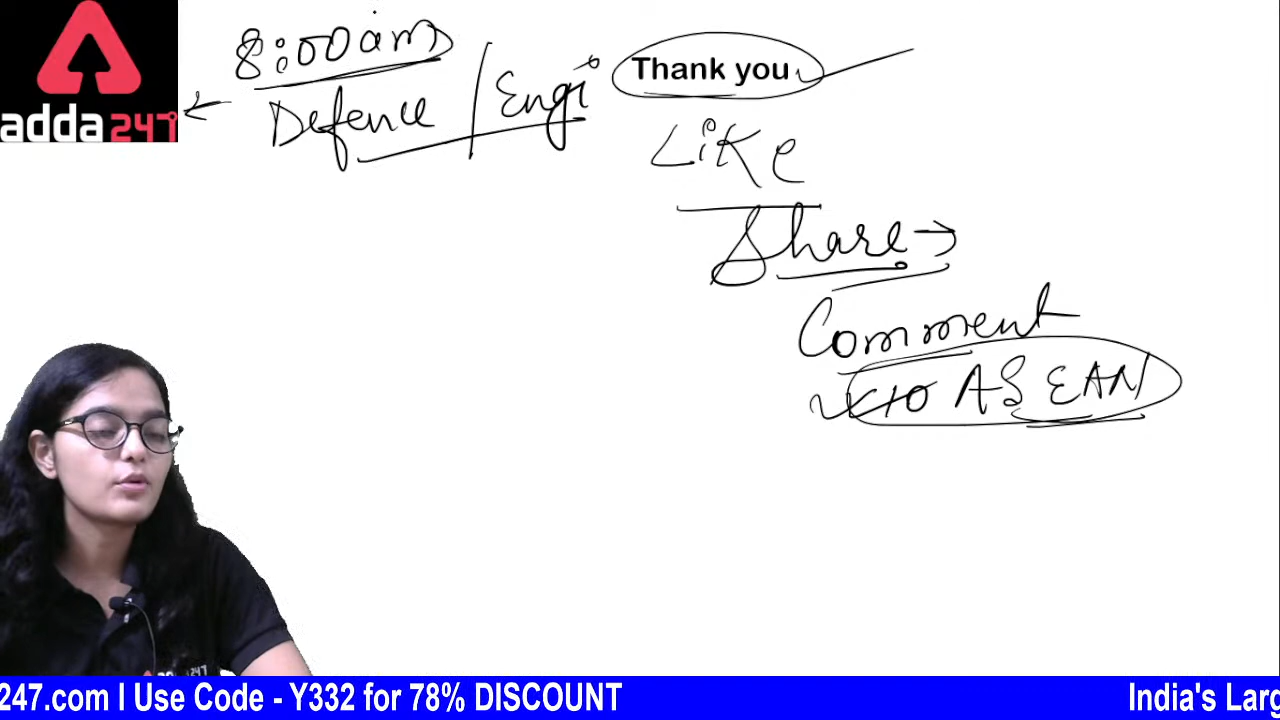 adda247
8:00am
Defence / Engi
Thank you
Like
Share →
Comment
ASEAN
247.com I Use Code - Y332 for 78% DISCOUNT
India's Larg